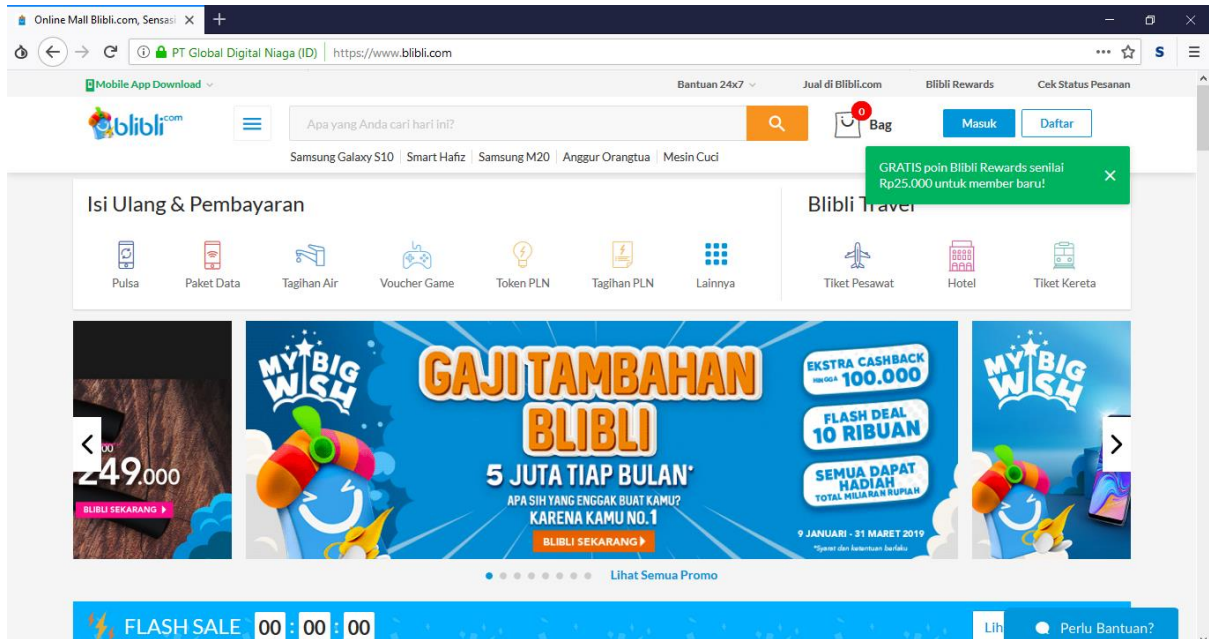 Online Mall Blibli.com, Sensasi
PT Global Digital Niaga (ID) https://www.blibli.com
Mobile App Download Bantuan 24x7 Jual di Blibli.com Blibli Rewards Cek Status Pesanan
blibli.com Apa yang Anda cari hari ini? 0 Bag Masuk Daftar
Samsung Galaxy S10 Smart Hafiz Samsung M20 Anggur Orangtua Mesin Cuci
GRATIS poin Blibli Rewards senilai
Rp25.000 untuk member baru!
Isi Ulang & Pembayaran Blibli Travel
Pulsa Paket Data Tagihan Air Voucher Game Token PLN Tagihan PLN Lainnya Tiket Pesawat Hotel Tiket Kereta
249.000
BLIBLI SEKARANG
MY BIG
WISH
GAJI TAMBAHAN
BLIBLI
5 JUTA TIAP BULAN*
APA SIH YANG ENGGAK BUAT KAMU?
KARENA KAMU NO.1
BLIBLI SEKARANG
EKSTRA CASHBACK
HINGGA 100.000
FLASH DEAL
10 RIBUAN
SEMUA DAPAT
HADIAH
TOTAL MILIARAN RUPIAH
9 JANUARI - 31 MARET 2019
*Syarat dan ketentuan berlaku
MY BIG
WISH
Lihat Semua Promo
FLASH SALE 00 : 00 : 00 Lih Perlu Bantuan?